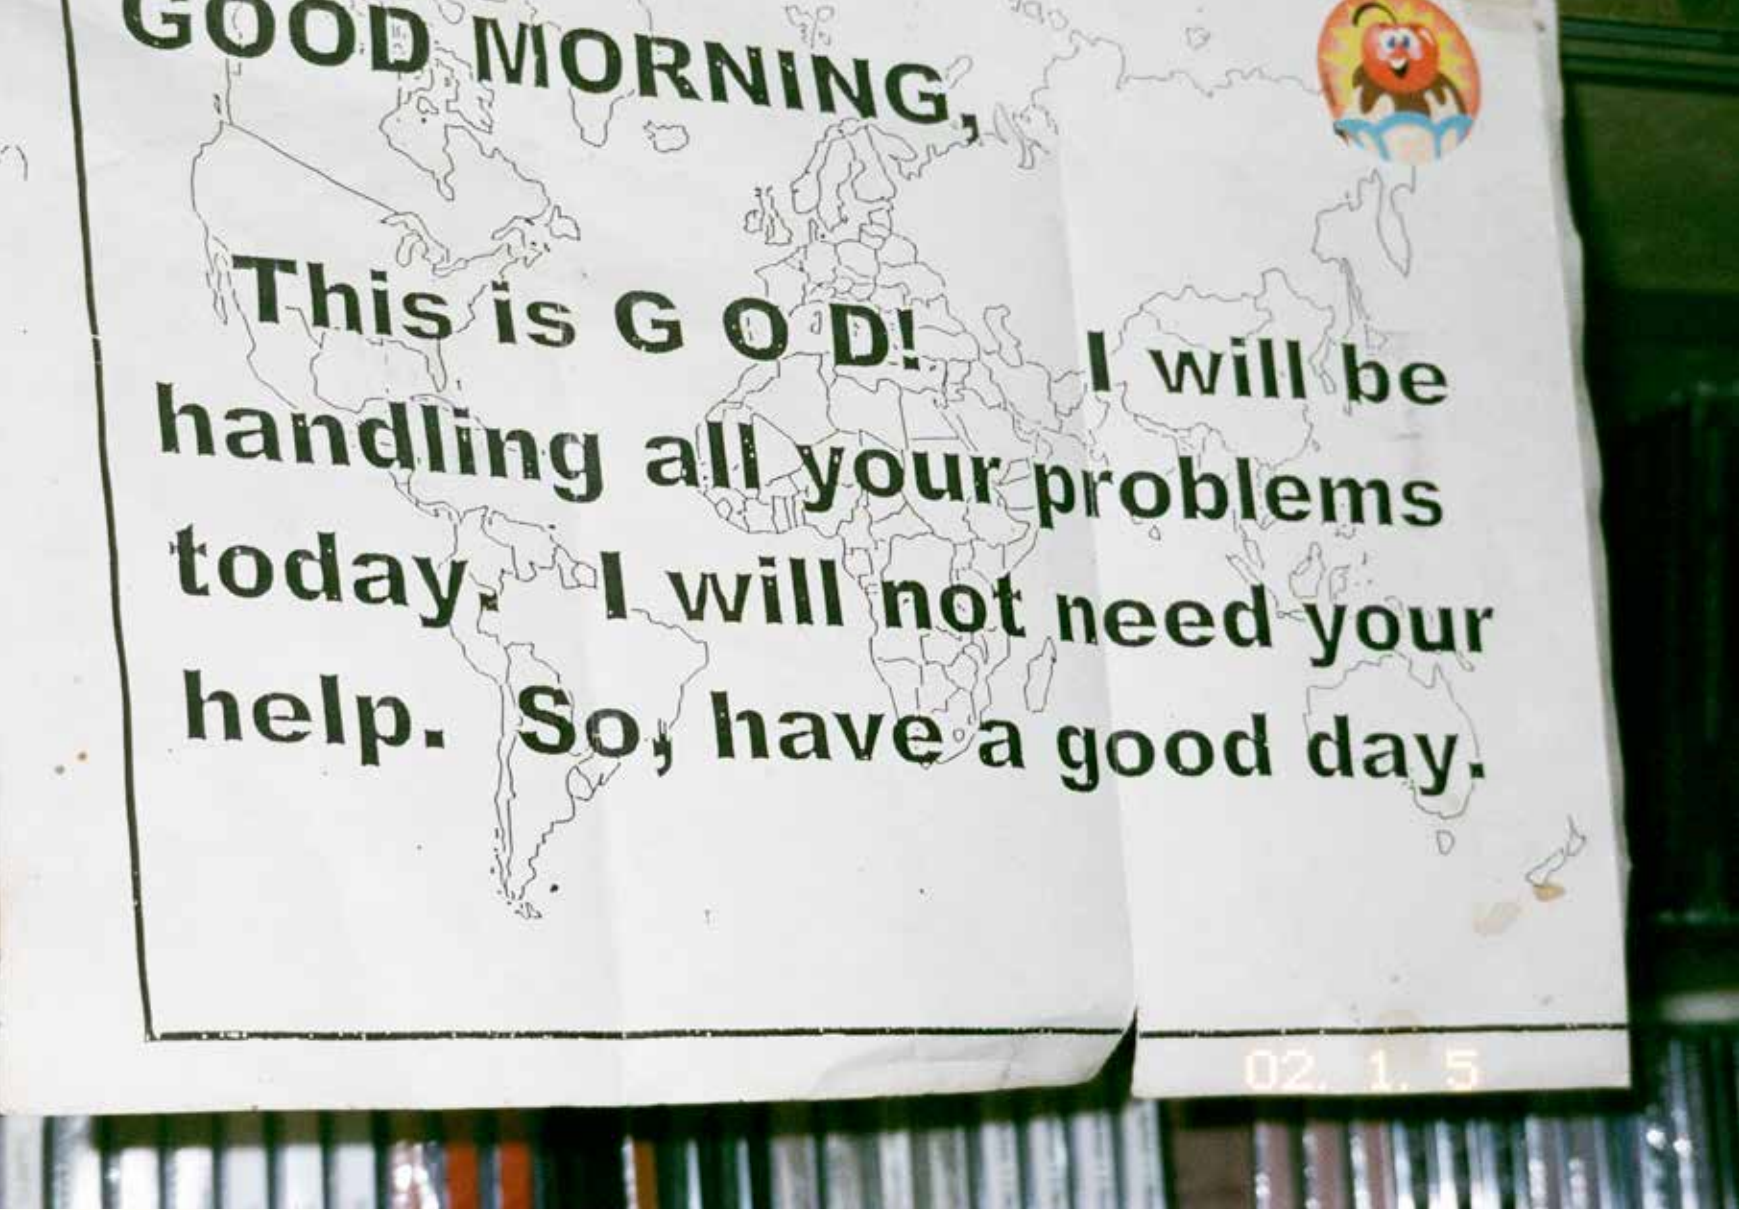 GOOD MORNING,
This is G O D! I will be
handling all your problems
today. I will not need your
help. So, have a good day.
02. 1. 5